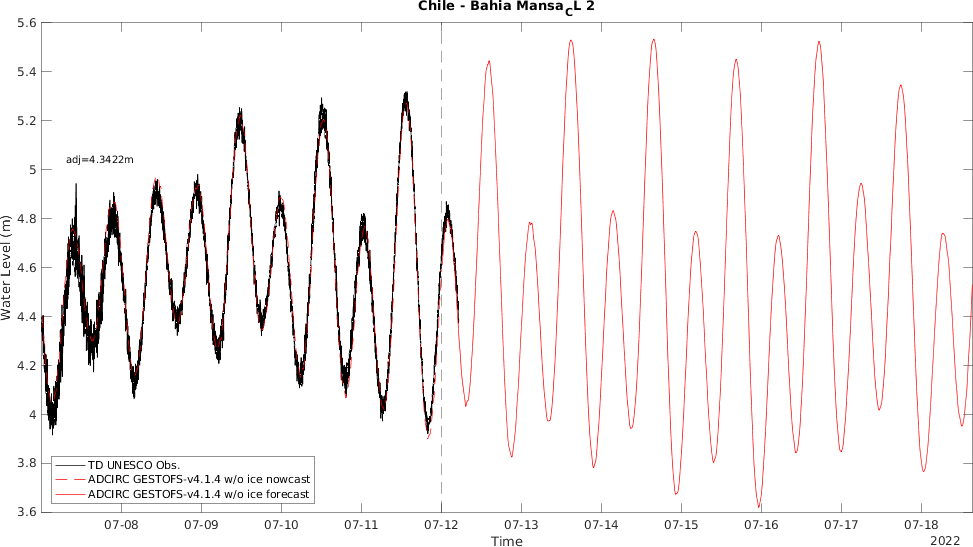 Chile - Bahia Mansa_CL 2
5.6
5.4
5.2
5
4.8
4.6
4.4
4.2
4
3.8
3.6
Water Level (m)
adj=4.3422m
TD UNESCO Obs.
ADCIRC GESTOFS-v4.1.4 w/o ice nowcast
ADCIRC GESTOFS-v4.1.4 w/o ice forecast
07-08 07-09 07-10 07-11 07-12 07-13 07-14 07-15 07-16 07-17 07-18
Time
2022